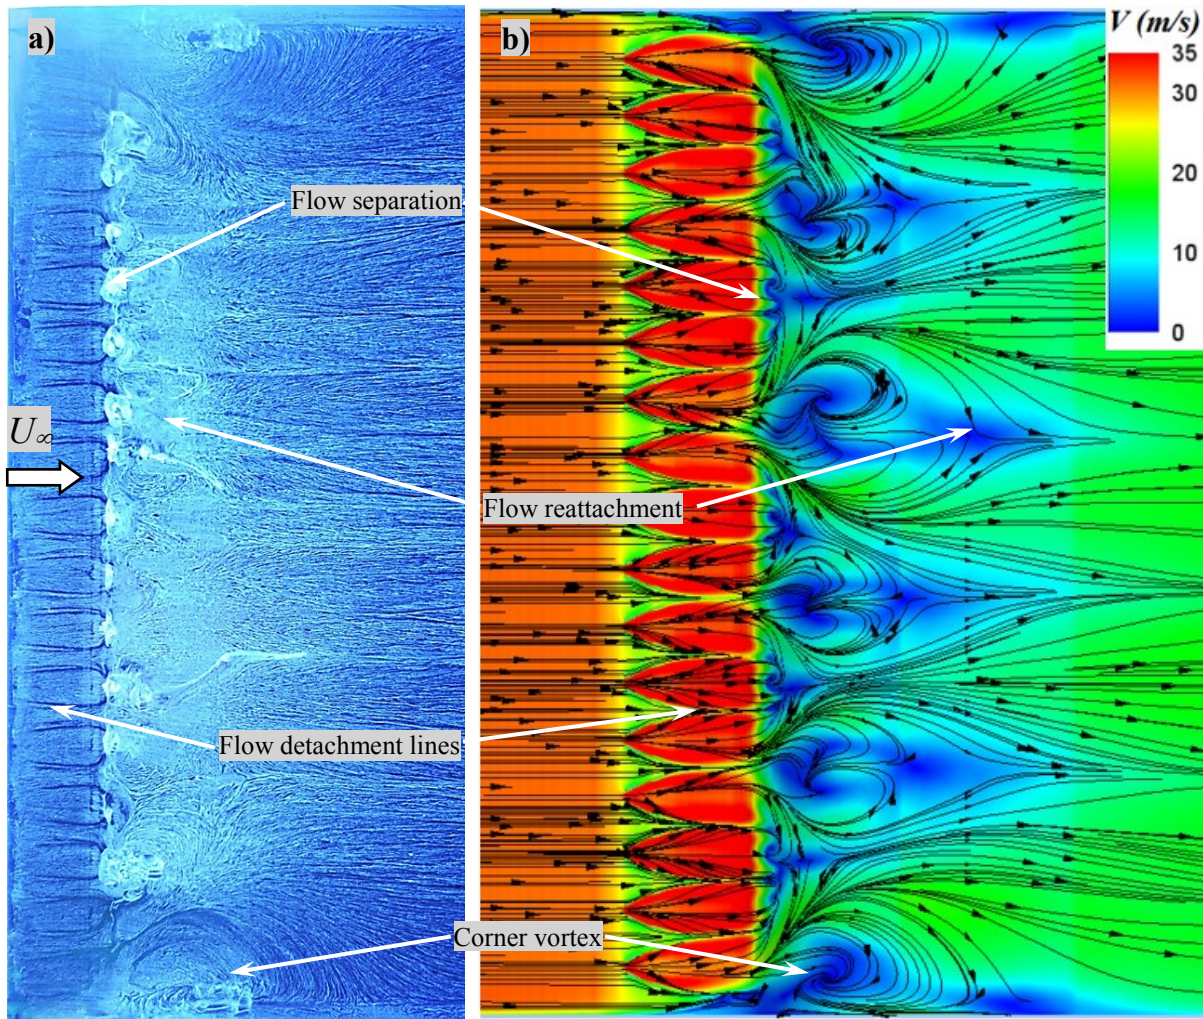 a)
b)
V (m/s)
35
30
20
10
0
Flow separation
U∞
Flow reattachment
Flow detachment lines
Corner vortex